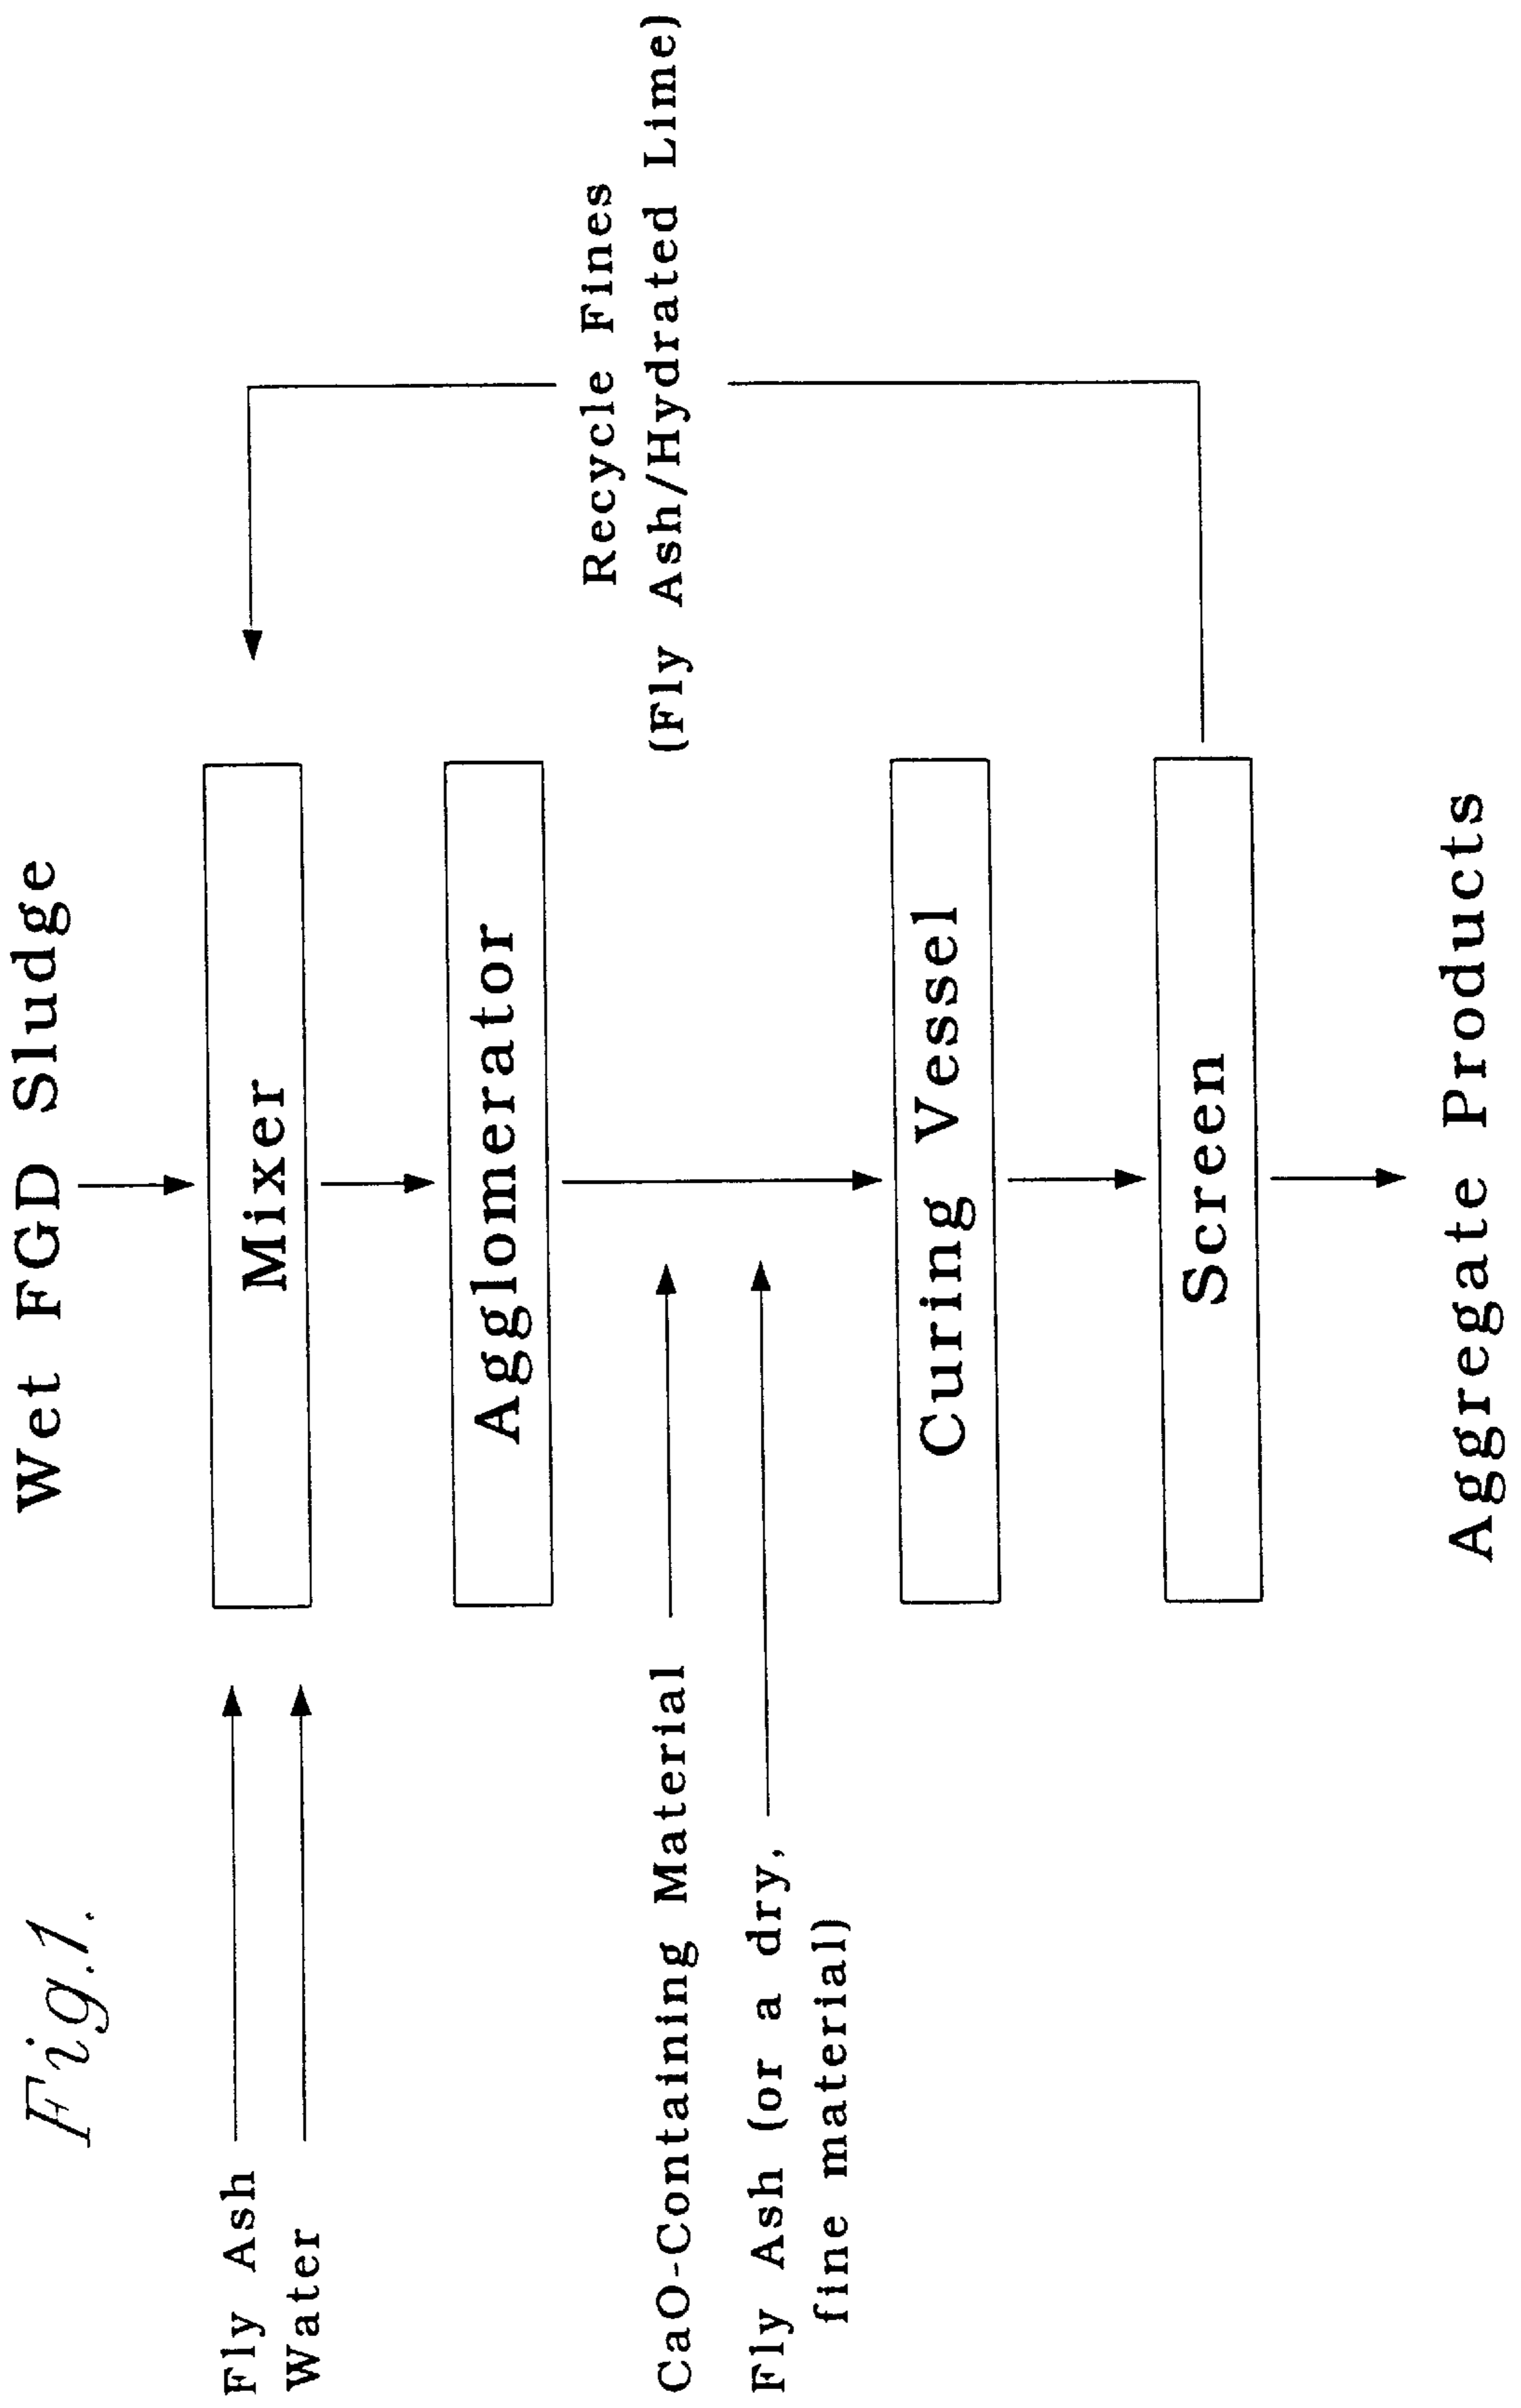 Fig.1.
Wet FGD Sludge
Fly Ash
Water
Mixer
Agglomerator
Recycle Fines
(Fly Ash/Hydrated Lime)
CaO-Containing Material
Fly Ash (or a dry,
fine material)
Curing Vessel
Screen
Aggregate Products